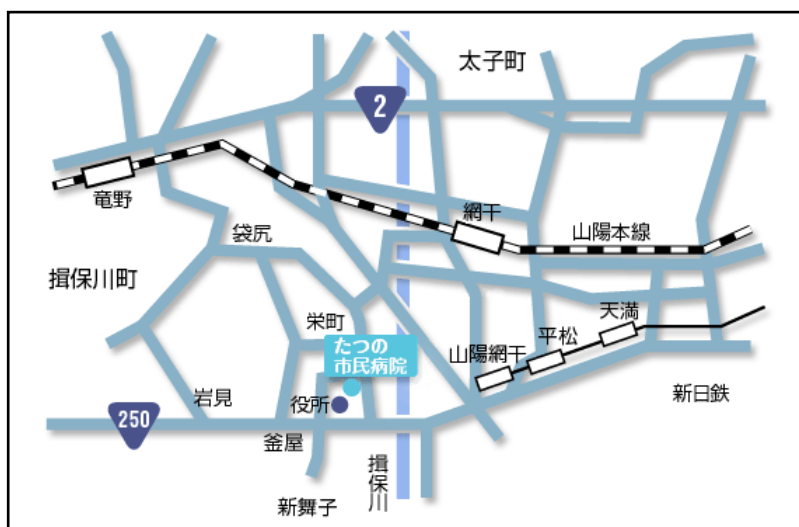 太子町
2
竜野
網干
山陽本線
袋尻
揖保川町
天満
栄町
平松
たつの
市民病院
山陽網干
岩見
役所
新日鉄
250
釜屋
揖保川
新舞子